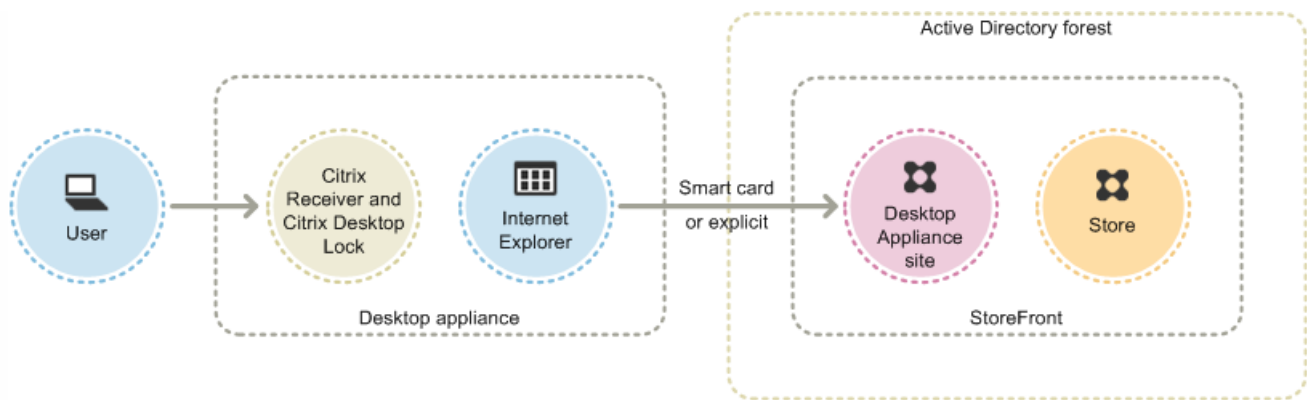 Active Directory forest
User
Citrix
Receiver and
Citrix Desktop
Lock
Internet
Explorer
Desktop appliance
Smart card
or explicit
Desktop
Appliance
site
Store
StoreFront